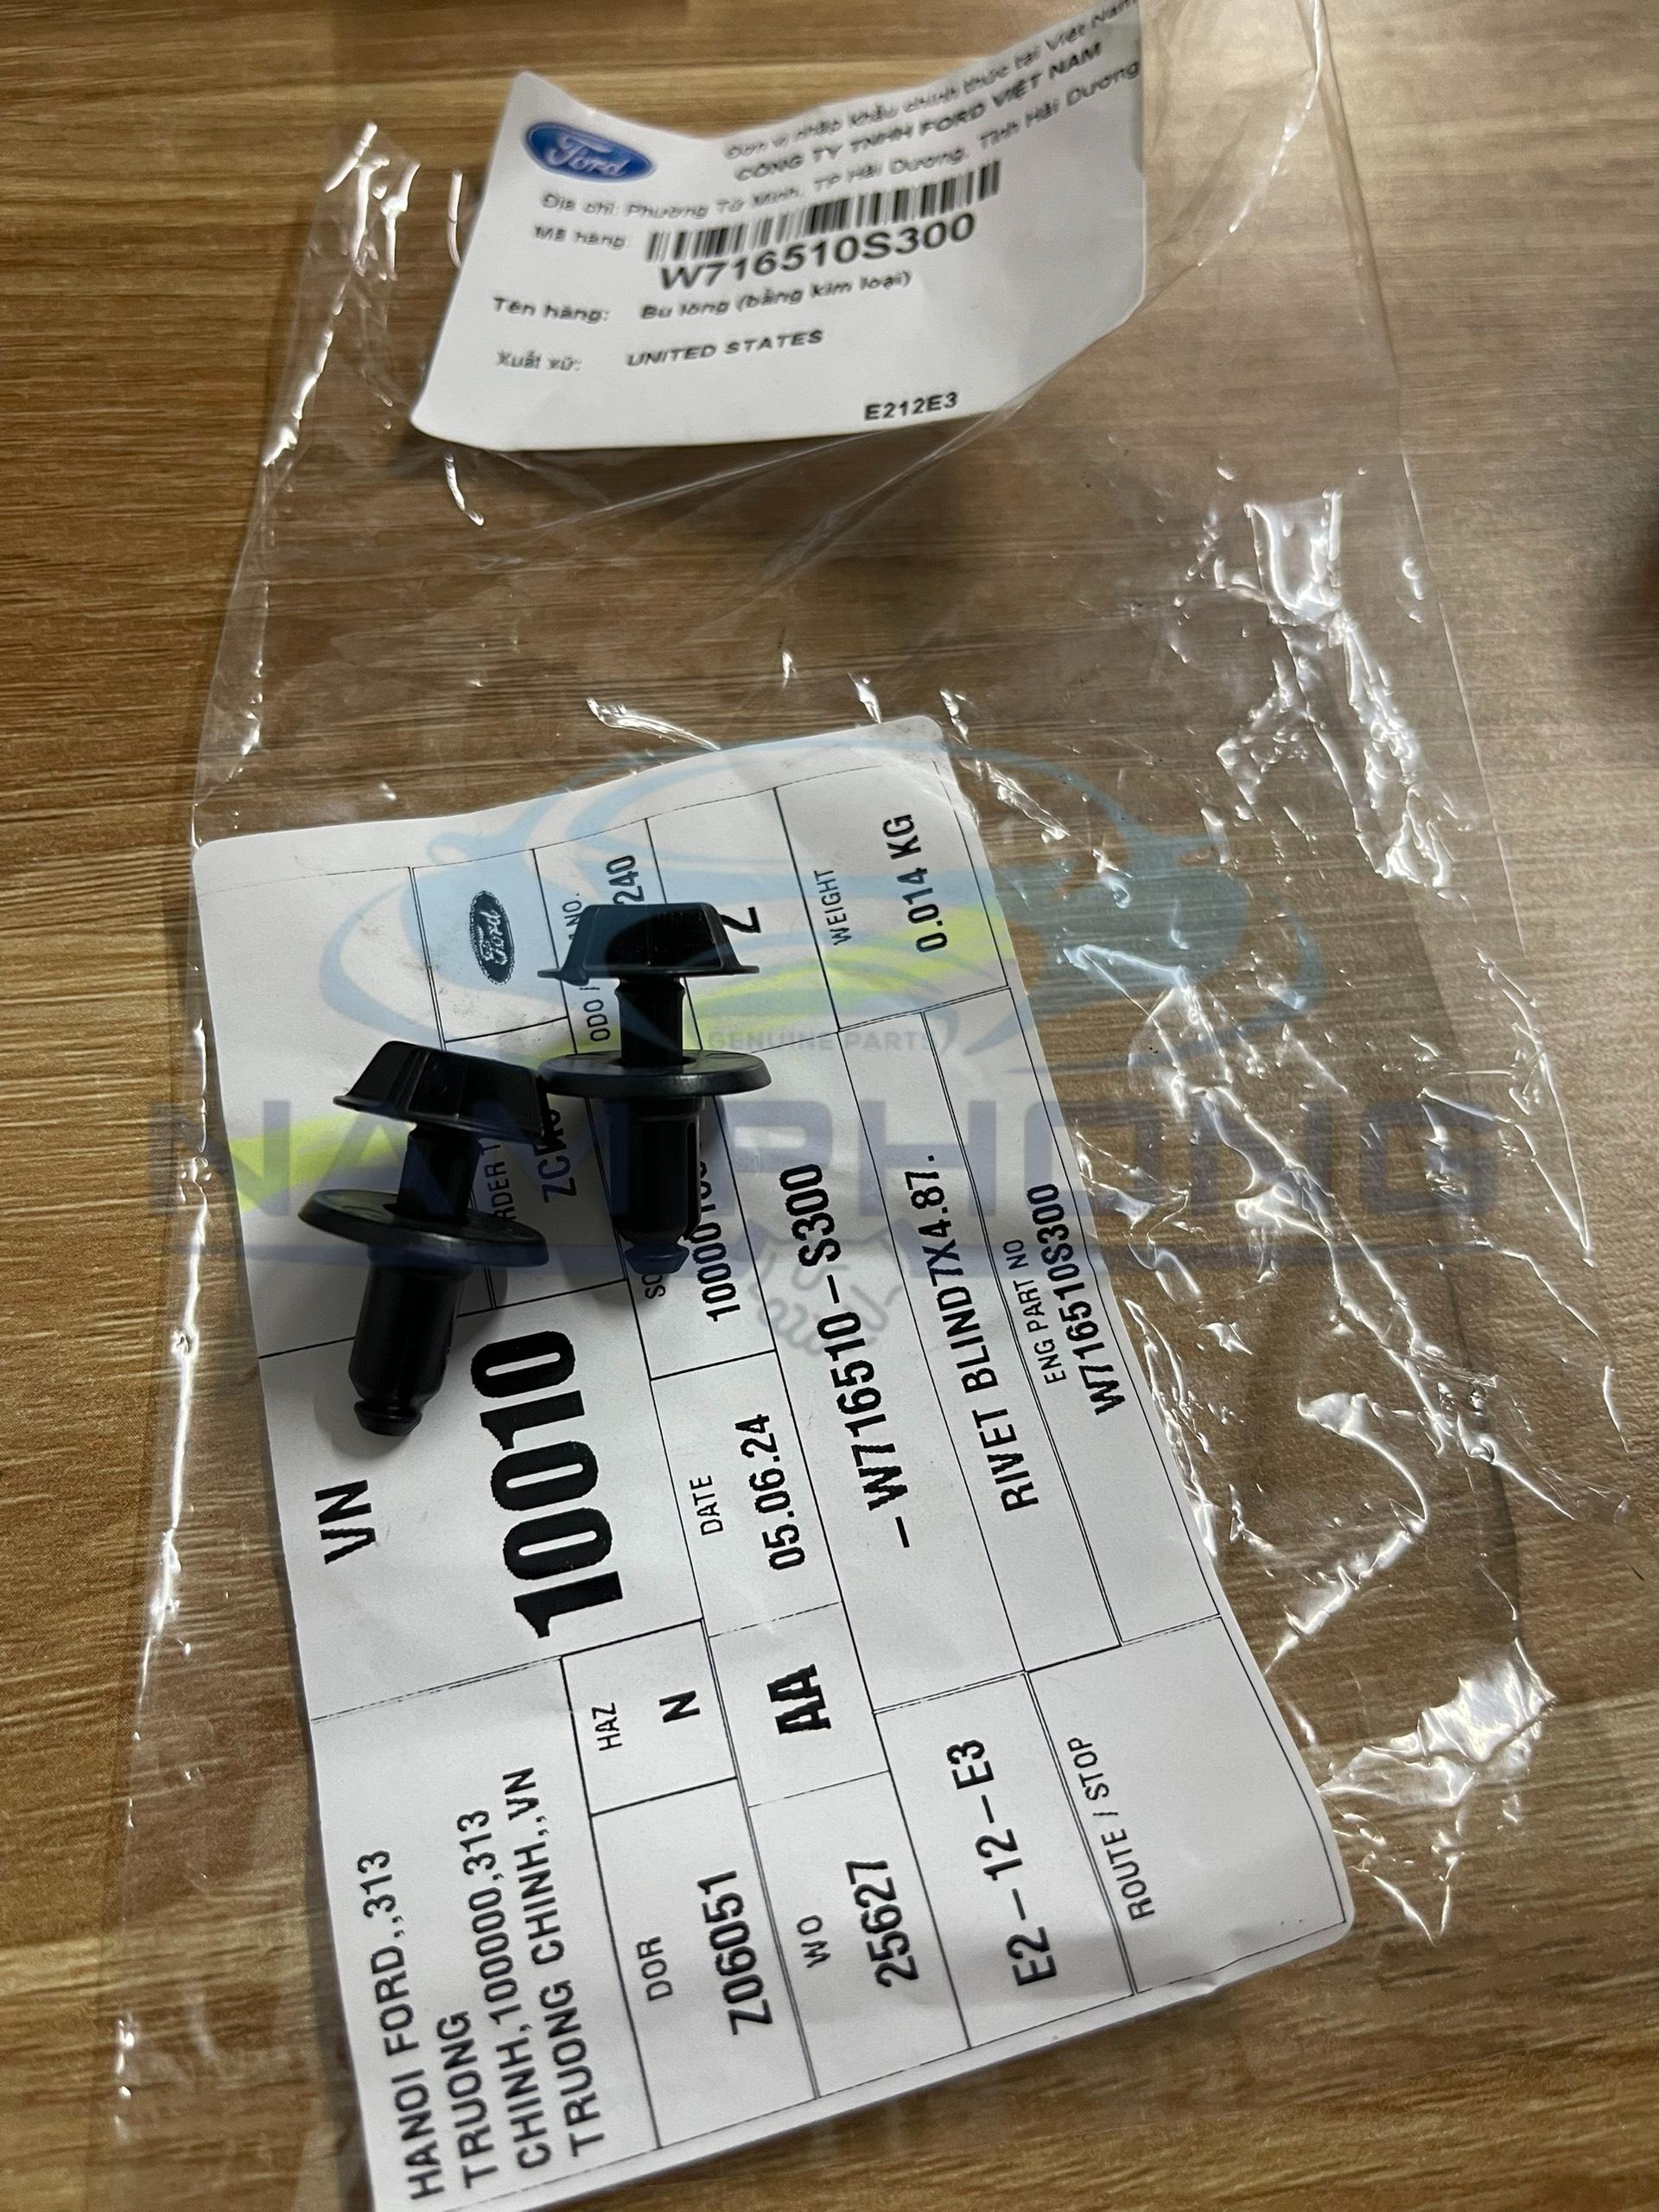 Ford
Đơn vị nhập khẩu chính thức tại Việt Nam
CÔNG TY TNHH FORD VIỆT NAM
Địa chỉ: Phường Tứ Minh, TP Hải Dương, Tỉnh Hải Dương
Mã hàng:
W716510S300
Tên hàng: Bu lông (bằng kim loại)
Xuất xứ: UNITED STATES
E212E3
HANOI FORD,,313
TRUONG
CHINH,100000,313
TRUONG CHINH,,VN
VN
10010
Ford
240
HAZ
N
DOR
Z06051
DATE
05.06.24
AA
WO
25627
WEIGHT
0.014 KG
-W716510-S300
E2-12-E3
RIVET BLIND7X4.87.
ENG PART NO
W716510S300
ROUTE / STOP
GENUINE PARTS
NAM PHONG